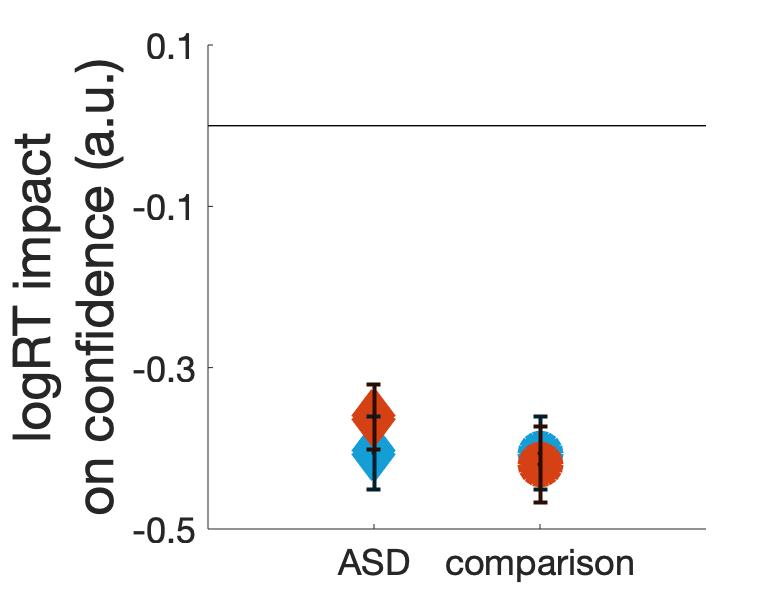 logRT impact
on confidence (a.u.)
0.1
-0.1
-0.3
-0.5
ASD comparison